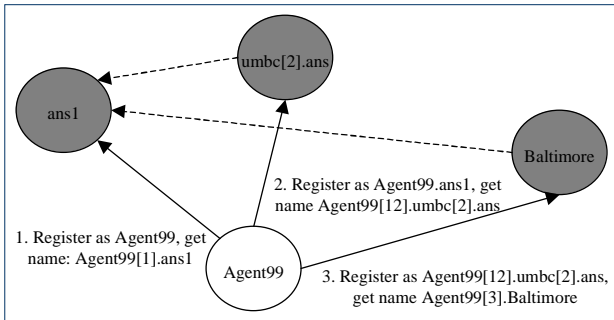 umbc[2].ans
ans1
Baltimore
2. Register as Agent99.ans1, get
name Agent99[12].umbc[2].ans
1. Register as Agent99, get
name: Agent99[1].ans1
Agent99
3. Register as Agent99[12].umbc[2].ans,
get name Agent99[3].Baltimore